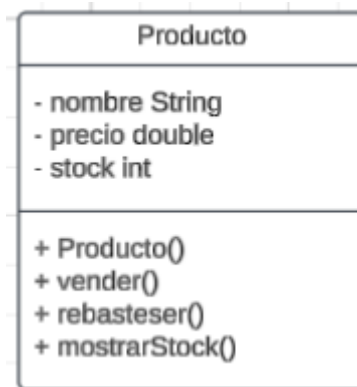 Producto
- nombre String
- precio double
- stock int
+ Producto()
+ vender()
+ rebasteser()
+ mostrarStock()